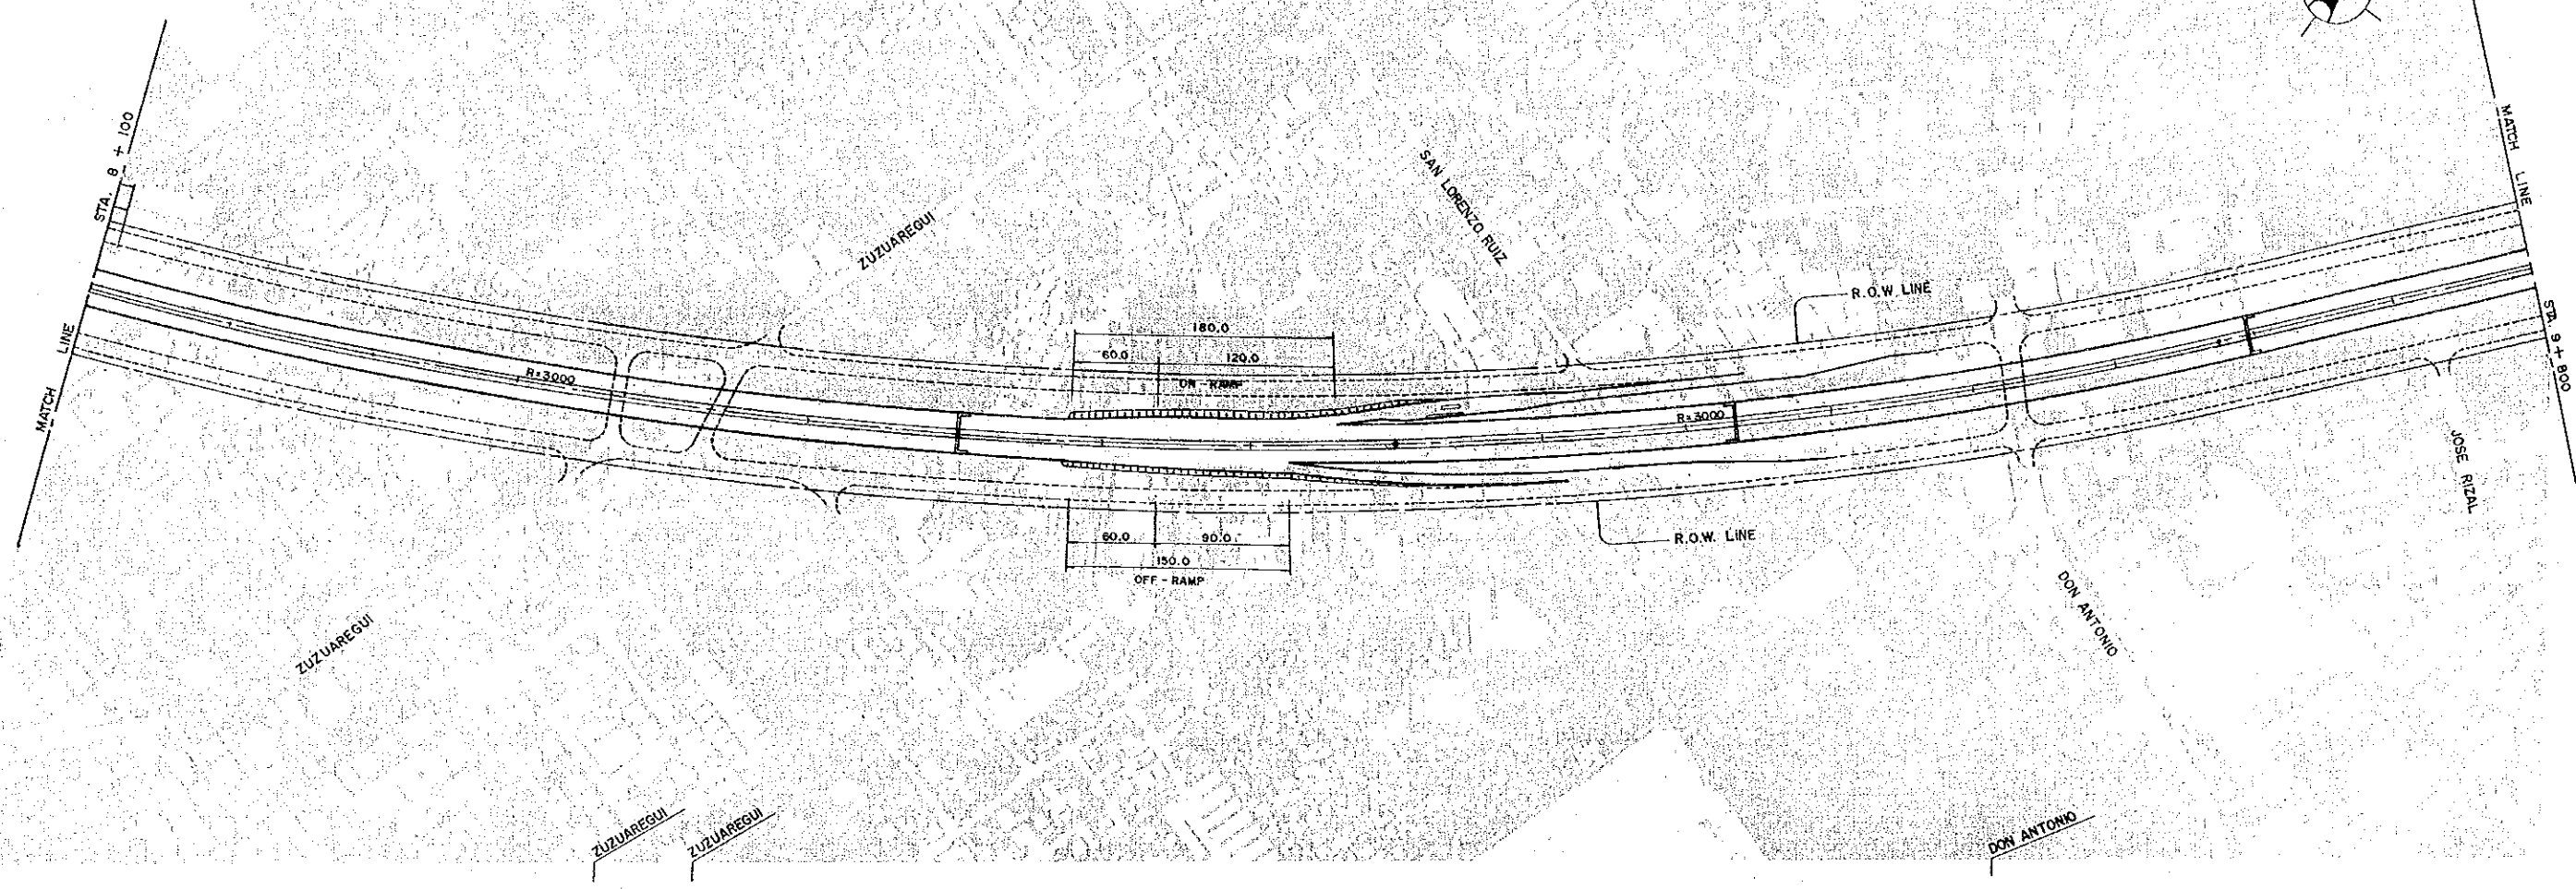 MATCH LINE
STA. 8 + 100
ZUZUAREGUI
SAN LORENZO RUIZ
R.O.W. LINE
MATCH LINE
STA. 9 + 800
180.0
60.0 120.0
ON - RAMP
R=3000
R=3000
60.0 90.0
150.0
OFF - RAMP
R.O.W. LINE
JOSE RIZAL
DON ANTONIO
ZUZUAREGUI
ZUZUAREGUI
ZUZUAREGUI
DON ANTONIO